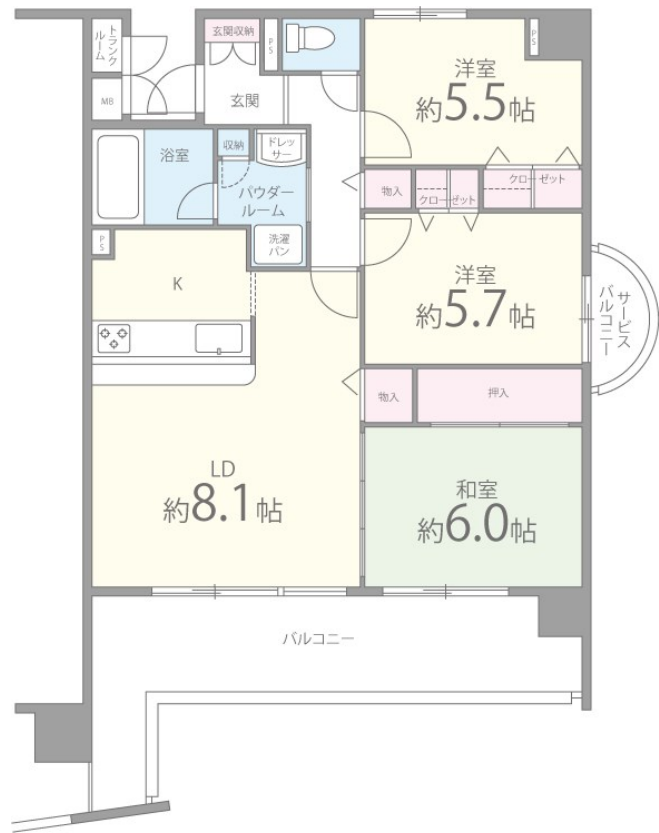 トランク
ルーム
玄関収納
PS
PS
MB
玄関
洋室
約5.5帖
浴室
収納
ドレッ
サー
パウダー
ルーム
洗濯
パン
物入
クローゼット
クローゼット
PS
K
洋室
約5.7帖
サービス
バルコニー
物入
押入
LD
約8.1帖
和室
約6.0帖
バルコニー